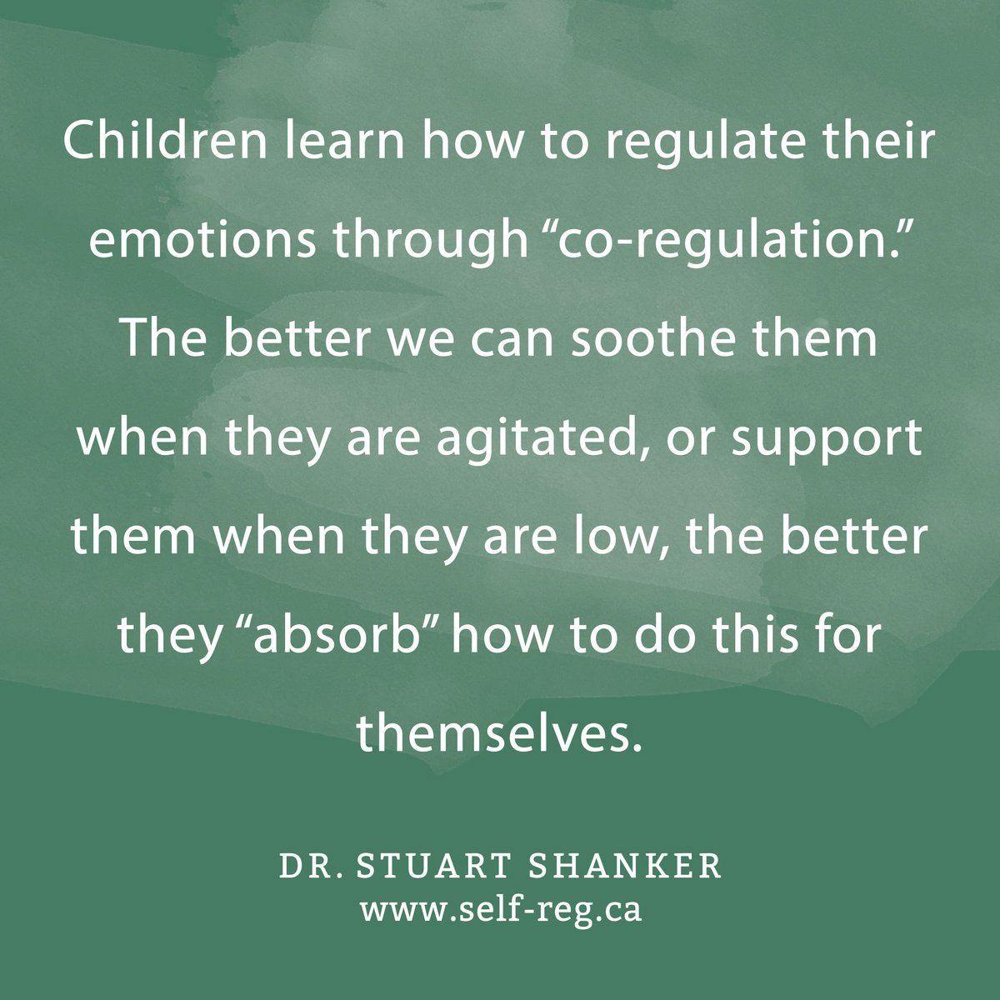 Children learn how to regulate their
emotions through “co-regulation.”
The better we can soothe them
when they are agitated, or support
them when they are low, the better
they “absorb” how to do this for
themselves.
DR. STUART SHANKER
www.self-reg.ca